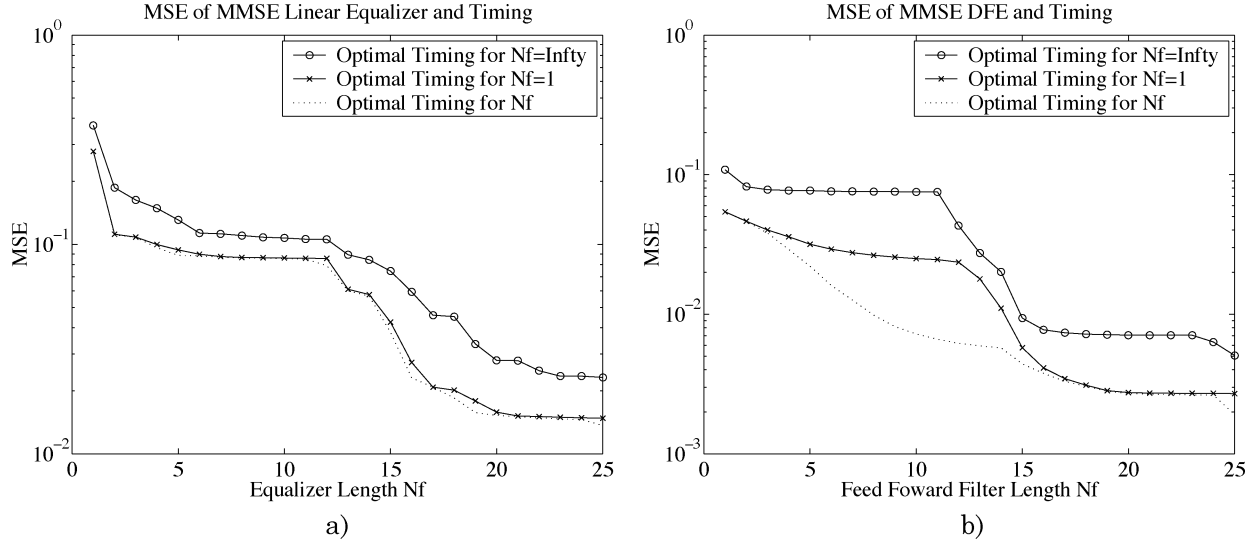 MSE of MMSE Linear Equalizer and Timing
10^0
10^-1
10^-2
MSE
0 5 10 15 20 25
Equalizer Length Nf
Optimal Timing for Nf=Infty
Optimal Timing for Nf=1
Optimal Timing for Nf
a)
MSE of MMSE DFE and Timing
10^0
10^-1
10^-2
10^-3
MSE
0 5 10 15 20 25
Feed Foward Filter Length Nf
Optimal Timing for Nf=Infty
Optimal Timing for Nf=1
Optimal Timing for Nf
b)